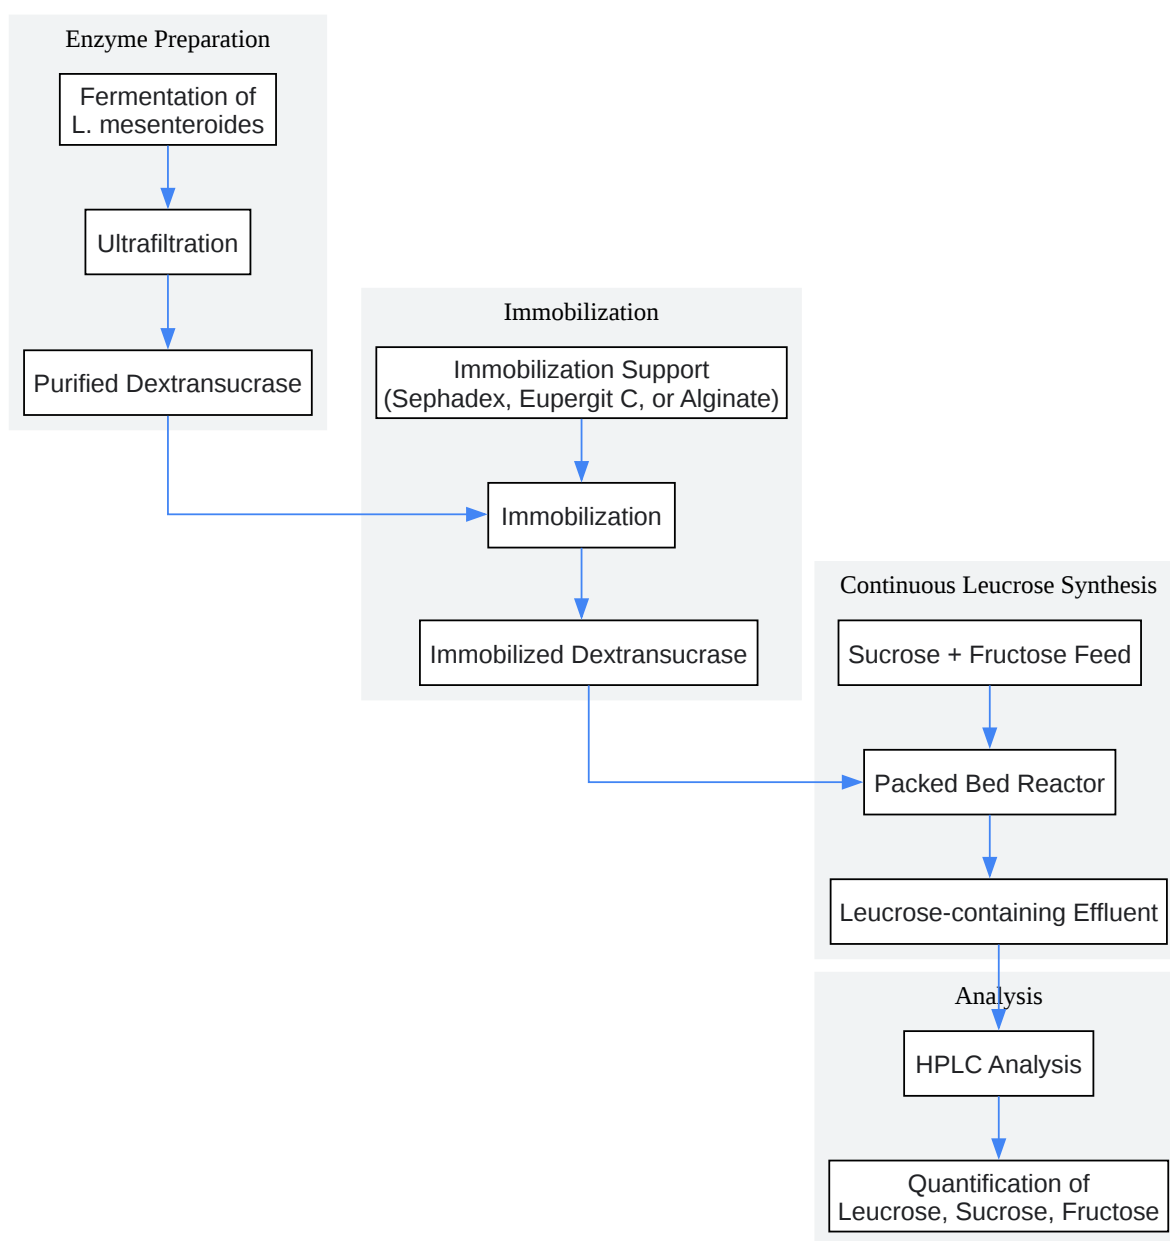 Enzyme Preparation
Fermentation of
L. mesenteroides
Ultrafiltration
Purified Dextransucrase
Immobilization
Immobilization Support
(Sephadex, Eupergit C, or Alginate)
Immobilization
Immobilized Dextransucrase
Continuous Leucrose Synthesis
Sucrose + Fructose Feed
Packed Bed Reactor
Leucrose-containing Effluent
Analysis
HPLC Analysis
Quantification of
Leucrose, Sucrose, Fructose